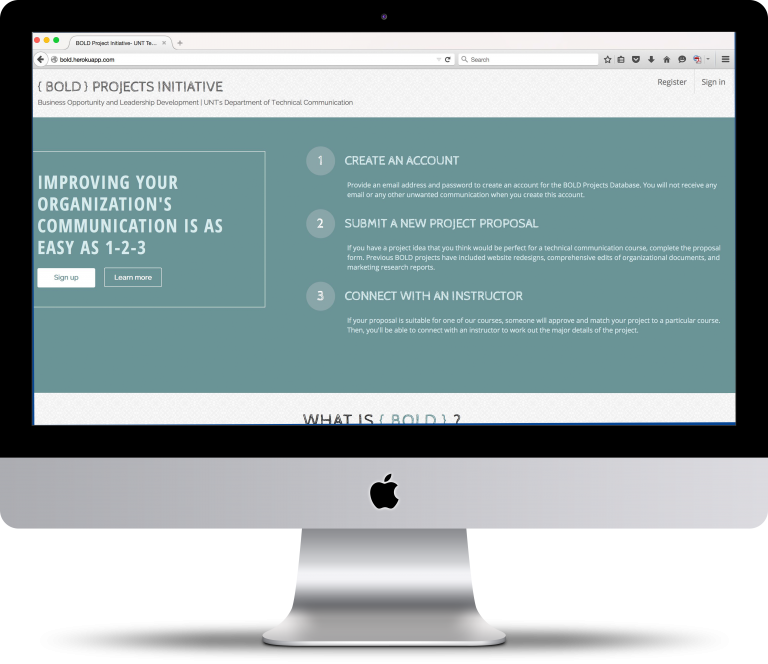 BOLD Project Initiative- UNT Te...
bold.herokuapp.com
Search
{ BOLD } PROJECTS INITIATIVE
Business Opportunity and Leadership Development | UNT's Department of Technical Communication
Register
Sign in
IMPROVING YOUR
ORGANIZATION'S
COMMUNICATION IS AS
EASY AS 1-2-3
Sign up
Learn more
1 CREATE AN ACCOUNT
Provide an email address and password to create an account for the BOLD Projects Database. You will not receive any
email or any other unwanted communication when you create this account.
2 SUBMIT A NEW PROJECT PROPOSAL
If you have a project idea that you think would be perfect for a technical communication course, complete the proposal
form. Previous BOLD projects have included website redesigns, comprehensive edits of organizational documents, and
marketing research reports.
3 CONNECT WITH AN INSTRUCTOR
If your proposal is suitable for one of our courses, someone will approve and match your project to a particular course.
Then, you'll be able to connect with an instructor to work out the major details of the project.
WHAT IS { BOLD } ?